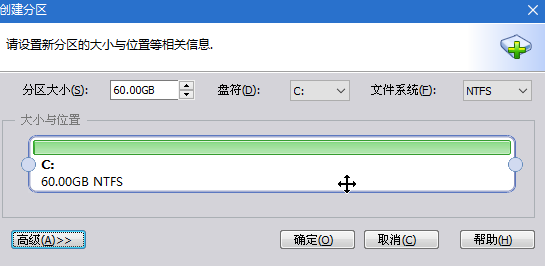 创建分区
请设置新分区的大小与位置等相关信息.
分区大小(S): 60.00GB 盘符(D): C: 文件系统(F): NTFS
大小与位置
C:
60.00GB NTFS
高级(A)>> 确定(O) 取消(C) 帮助(H)